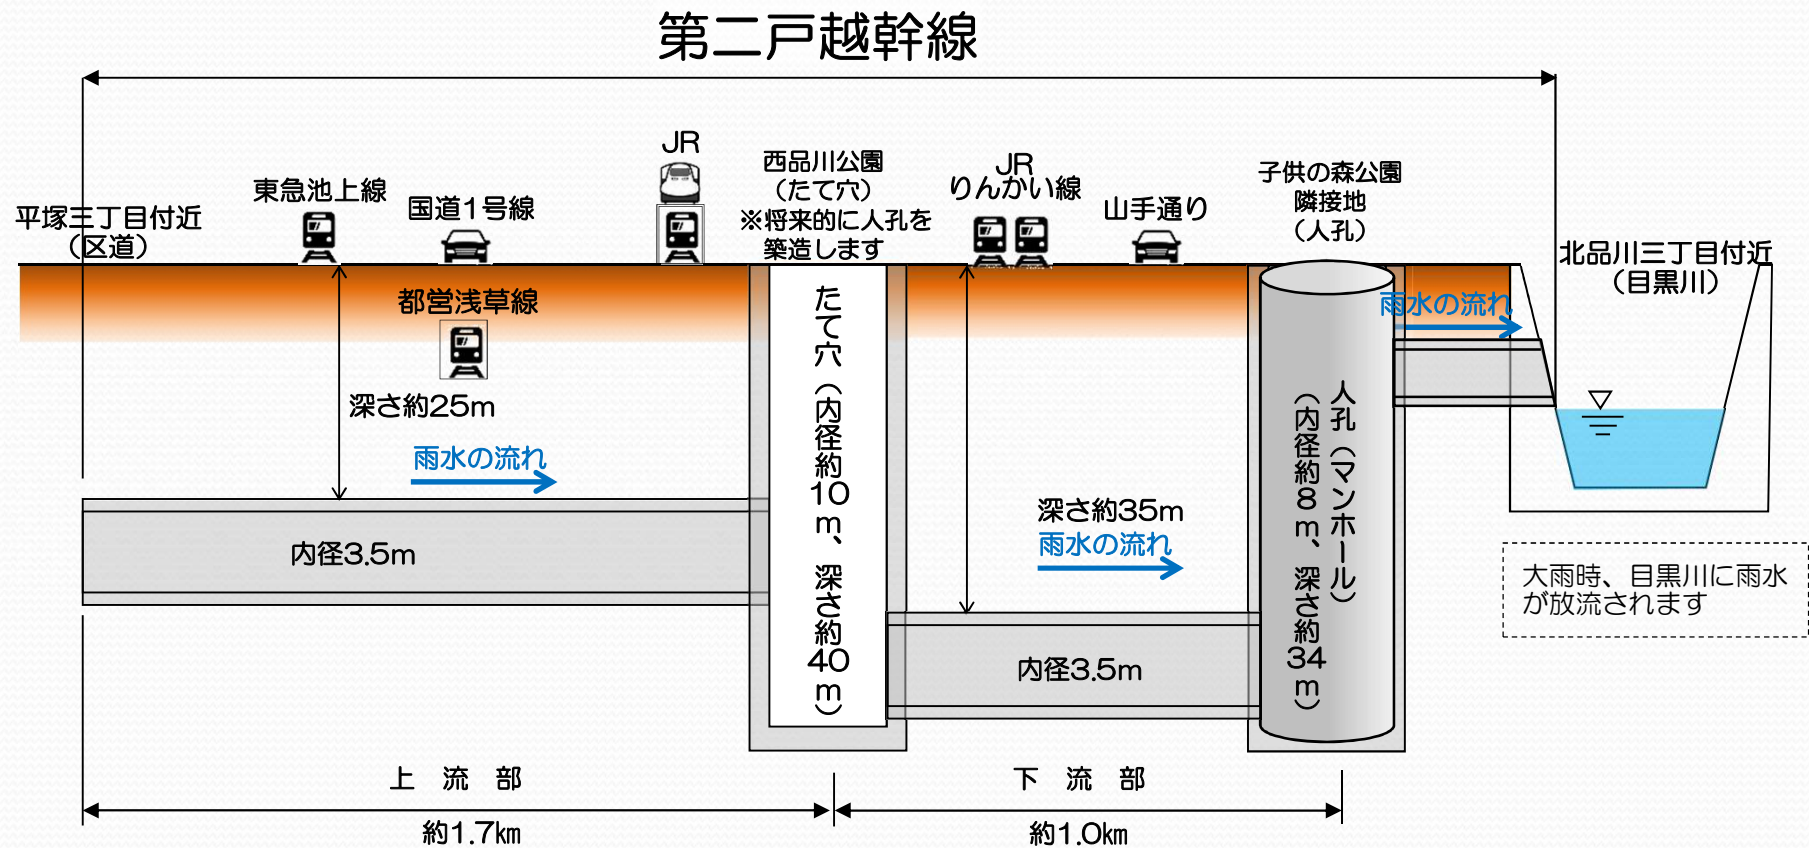 第二戸越幹線
平塚三丁目付近
（区道）
東急池上線
国道1号線
JR
西品川公園
（たて穴）
※将来的に人孔を
築造します
JR
りんかい線
山手通り
子供の森公園
隣接地
（人孔）
北品川三丁目付近
（目黒川）
都営浅草線
深さ約25m
雨水の流れ
内径3.5m
たて穴（内径約10m、深さ約40m）
深さ約35m
雨水の流れ
内径3.5m
人孔（マンホール）
（内径約8m、深さ約34m）
雨水の流れ
大雨時、目黒川に雨水
が放流されます
上　流　部
約1.7㎞
下　流　部
約1.0㎞